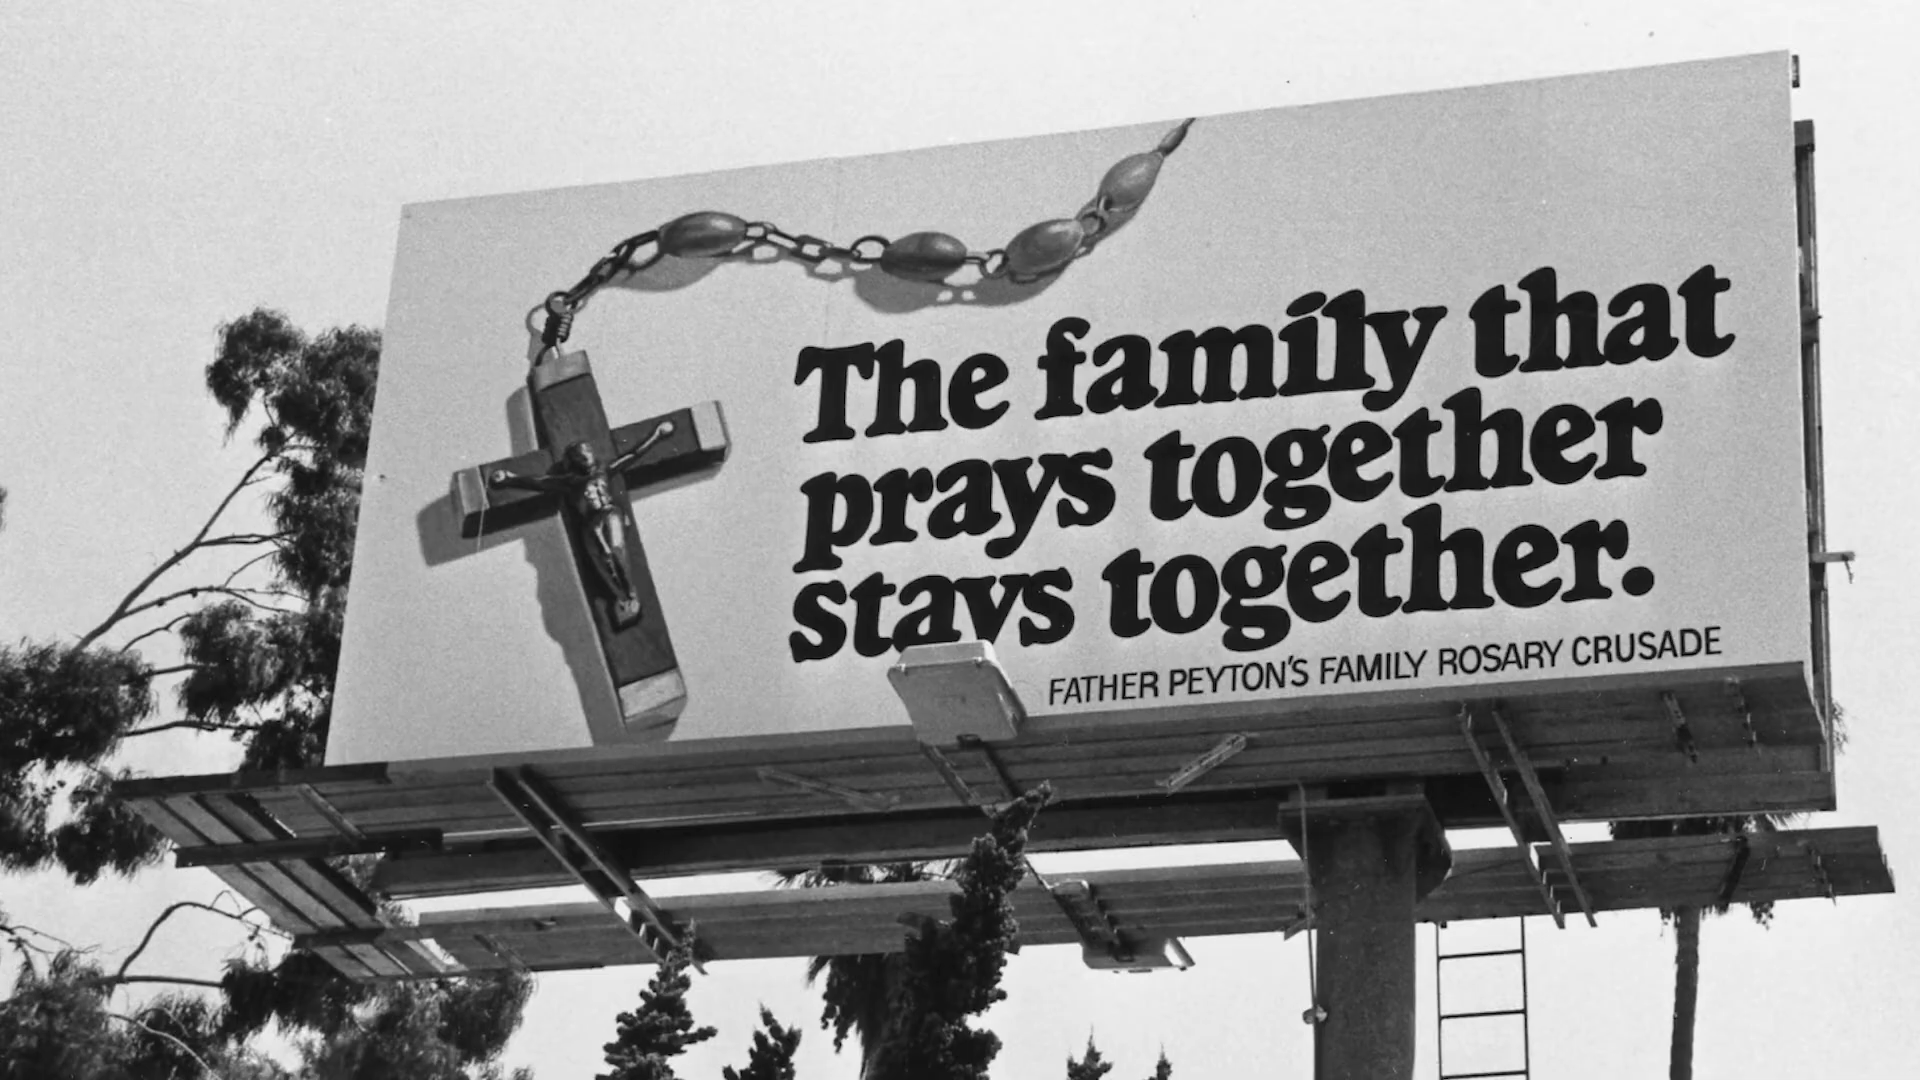 The family that
prays together
stays together.
FATHER PEYTON'S FAMILY ROSARY CRUSADE